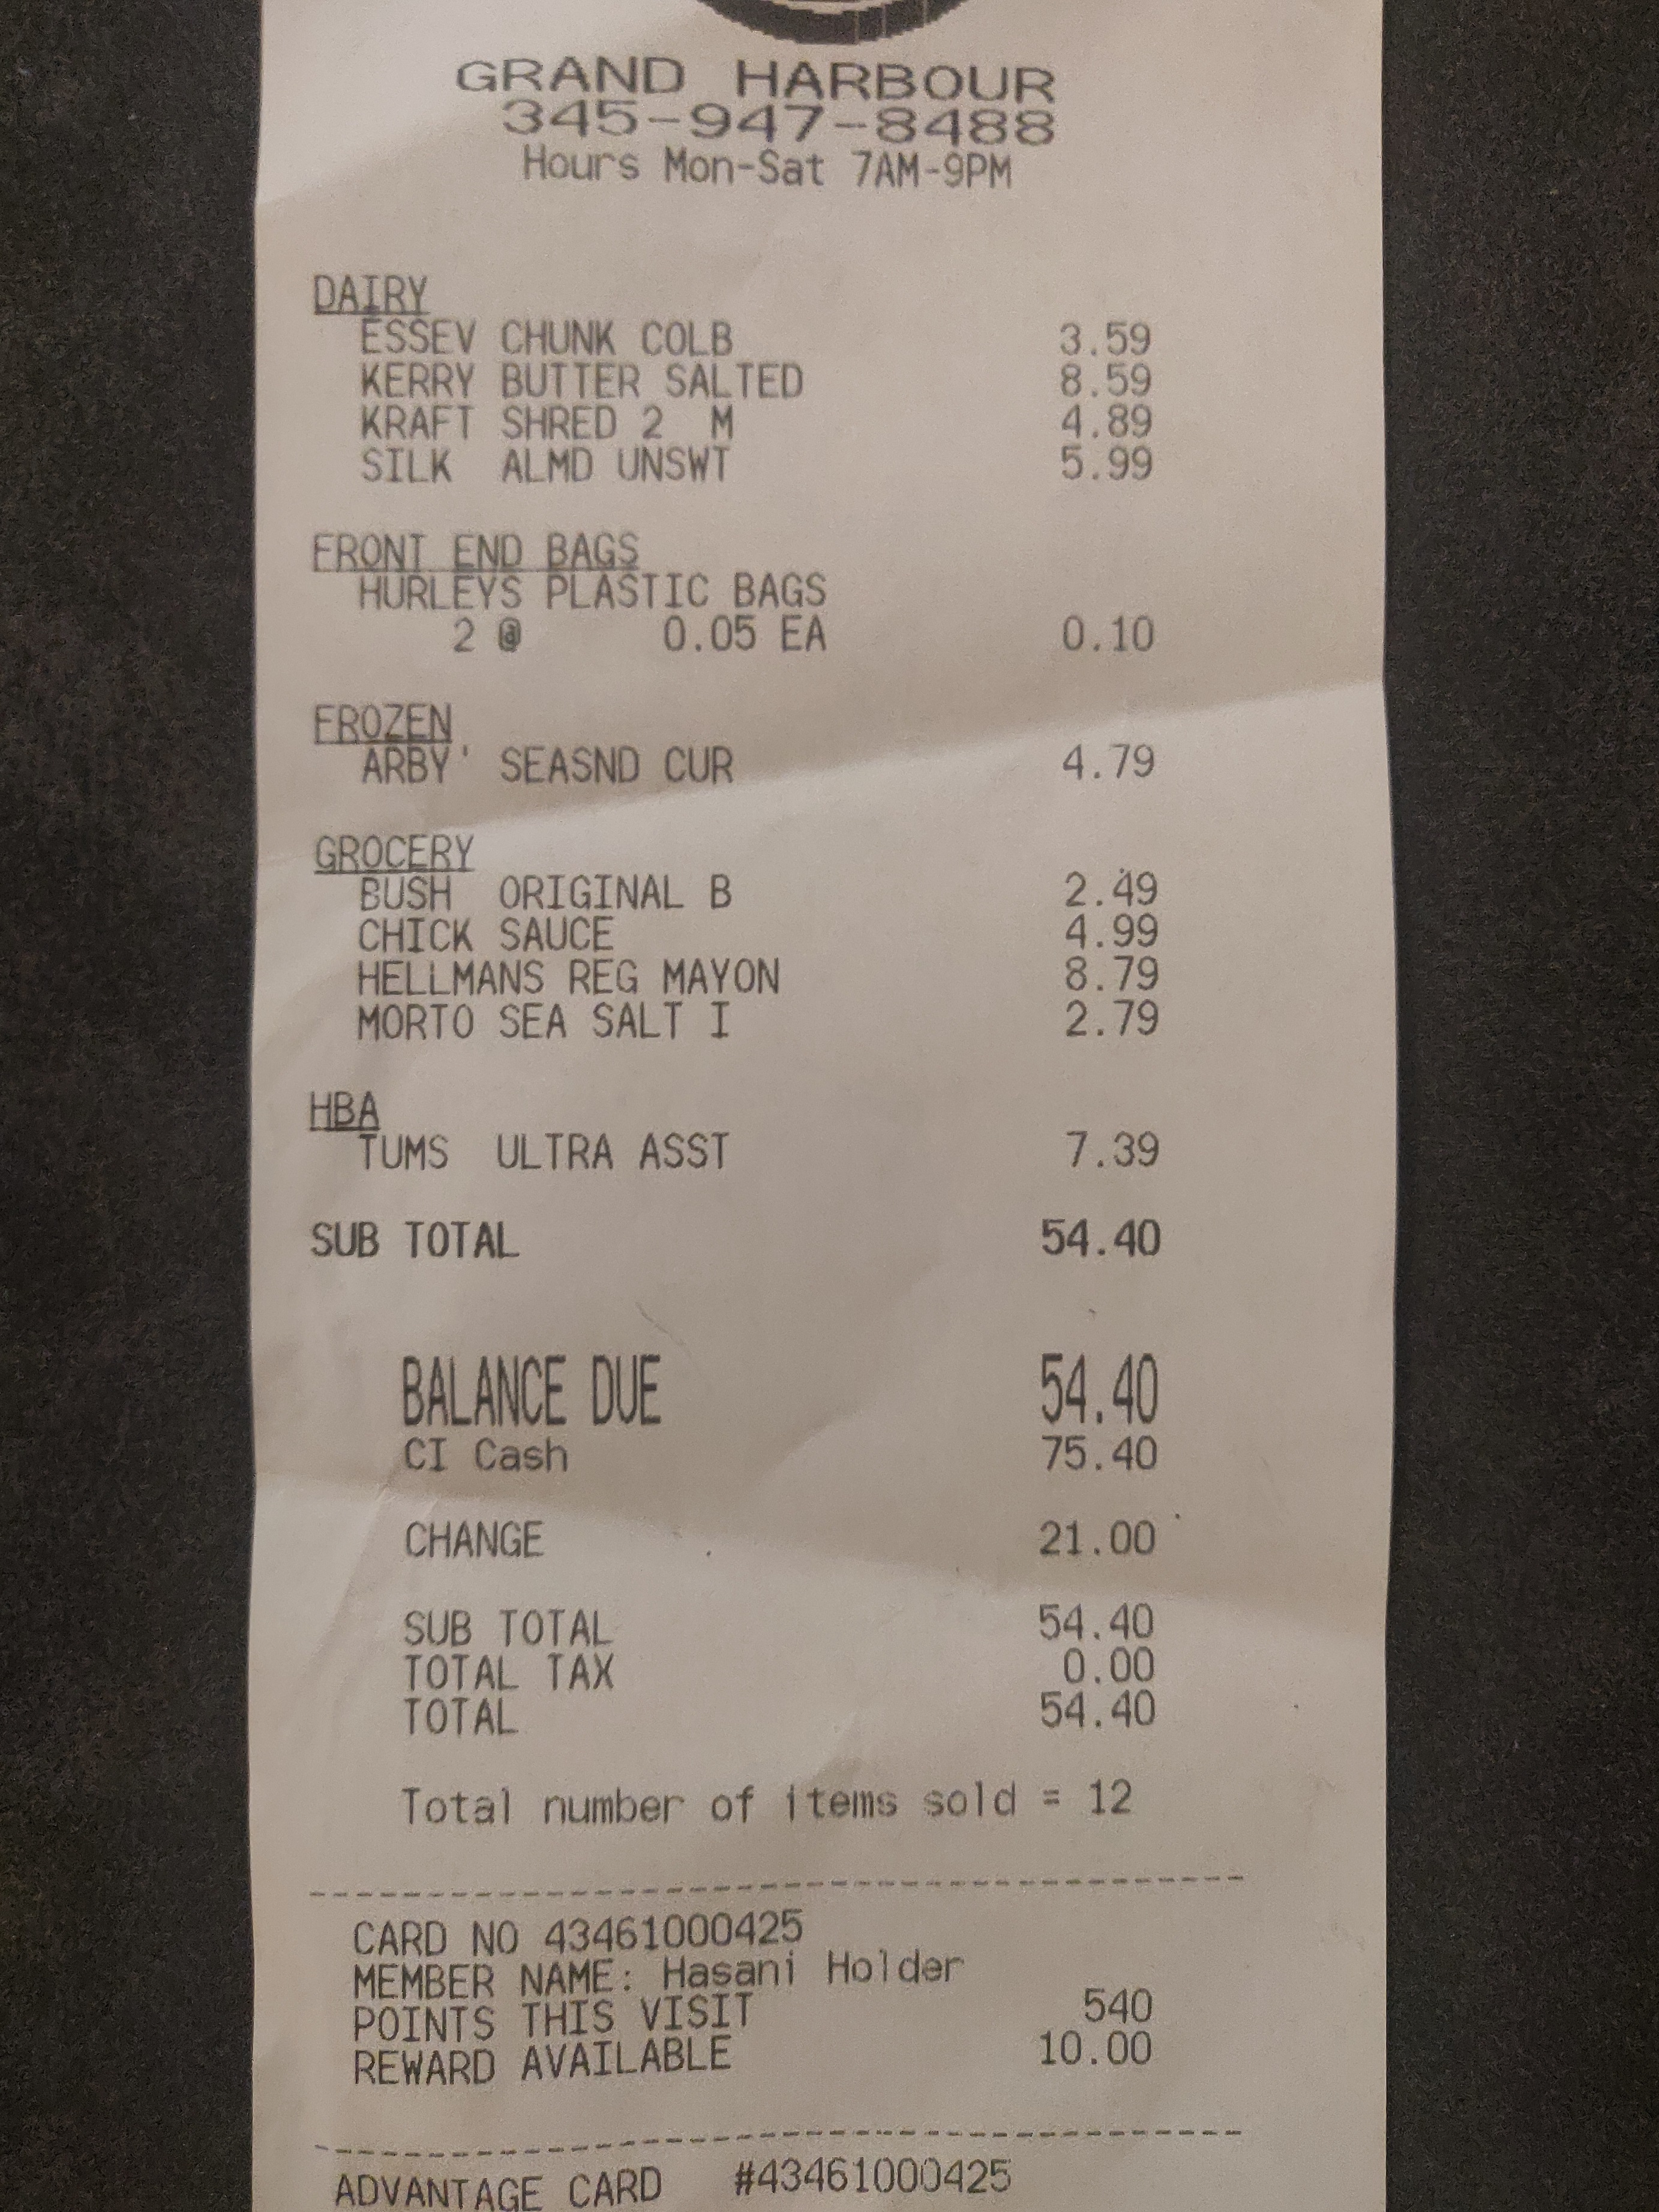 GRAND HARBOUR
345-947-8488
Hours Mon-Sat 7AM-9PM
DAIRY
ESSEV CHUNK COLB 3.59
KERRY BUTTER SALTED 8.59
KRAFT SHRED 2 M 4.89
SILK ALMD UNSWT 5.99
FRONT END BAGS
HURLEYS PLASTIC BAGS
2 @ 0.05 EA 0.10
FROZEN
ARBY' SEASND CUR 4.79
GROCERY
BUSH ORIGINAL B 2.49
CHICK SAUCE 4.99
HELLMANS REG MAYON 8.79
MORTO SEA SALT I 2.79
HBA
TUMS ULTRA ASST 7.39
SUB TOTAL 54.40
BALANCE DUE 54.40
CI Cash 75.40
CHANGE 21.00
SUB TOTAL 54.40
TOTAL TAX 0.00
TOTAL 54.40
Total number of items sold = 12
CARD NO 43461000425
MEMBER NAME: Hasani Holder
POINTS THIS VISIT 540
REWARD AVAILABLE 10.00
ADVANTAGE CARD #43461000425